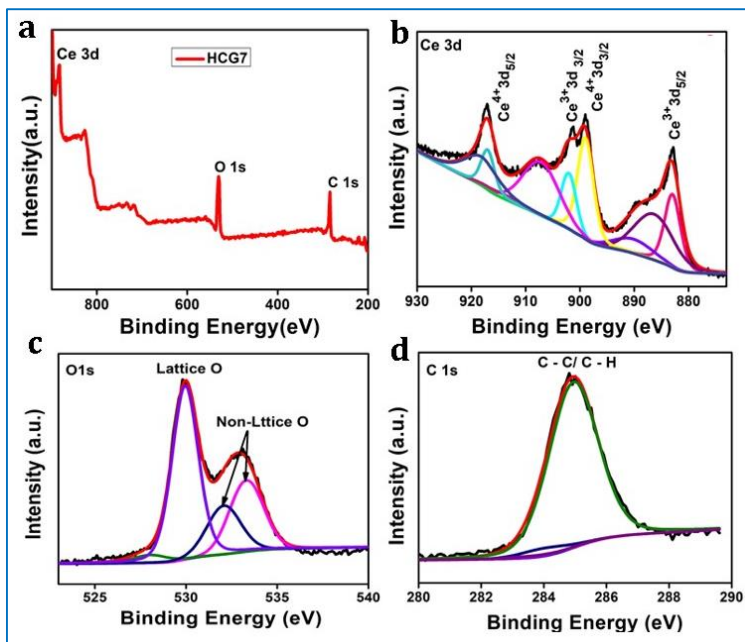 a
Ce 3d
HCG7
O 1s
C 1s
Intensity(a.u.)
800 600 400 200
Binding Energy(eV)
b
Ce 3d
Ce4+3d5/2
Ce3+3d 3/2
Ce4+3d3/2
Ce3+3d5/2
Intensity (a.u.)
930 920 910 900 890 880
Binding Energy (eV)
c
O1s
Lattice O
Non-Lttice O
Intensity (a.u.)
525 530 535 540
Binding Energy (eV)
d
C 1s
C - C/ C - H
Intensity (a.u.)
280 282 284 286 288 290
Binding Energy (eV)